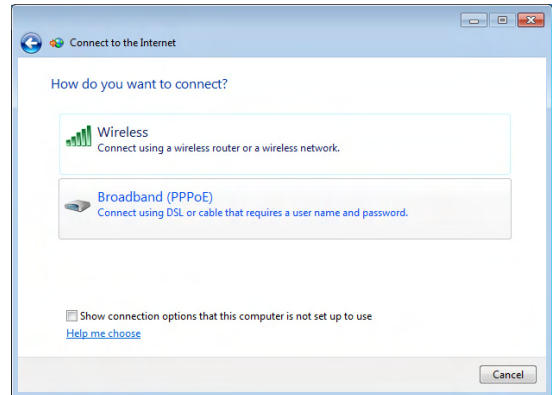 Connect to the Internet
How do you want to connect?
Wireless
Connect using a wireless router or a wireless network.
Broadband (PPPoE)
Connect using DSL or cable that requires a user name and password.
Show connection options that this computer is not set up to use
Help me choose
Cancel